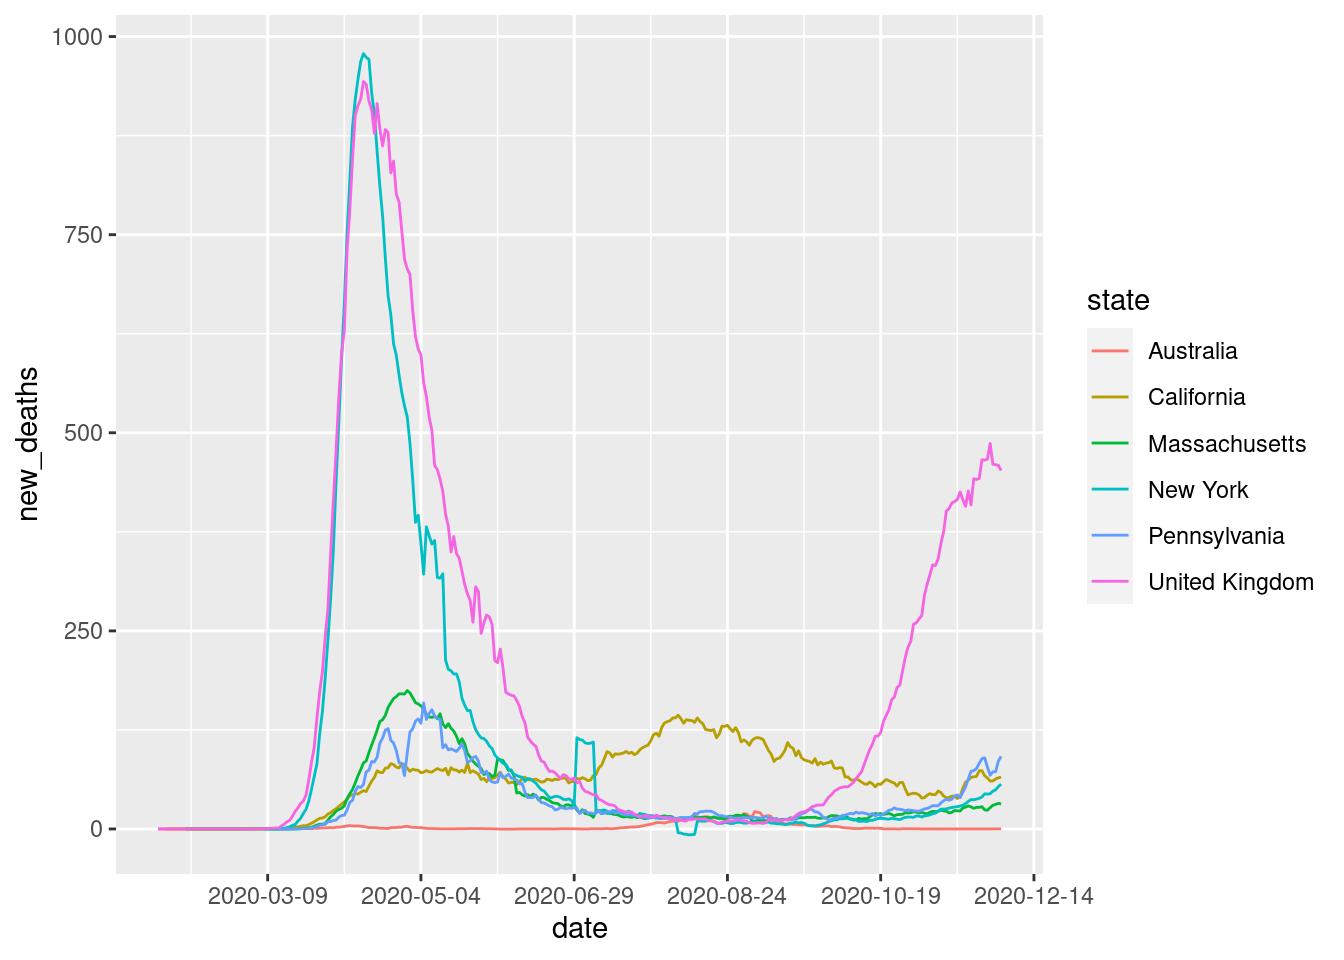 new_deaths
1000
750
500
250
0
2020-03-09 2020-05-04 2020-06-29 2020-08-24 2020-10-19 2020-12-14
date
state
Australia
California
Massachusetts
New York
Pennsylvania
United Kingdom